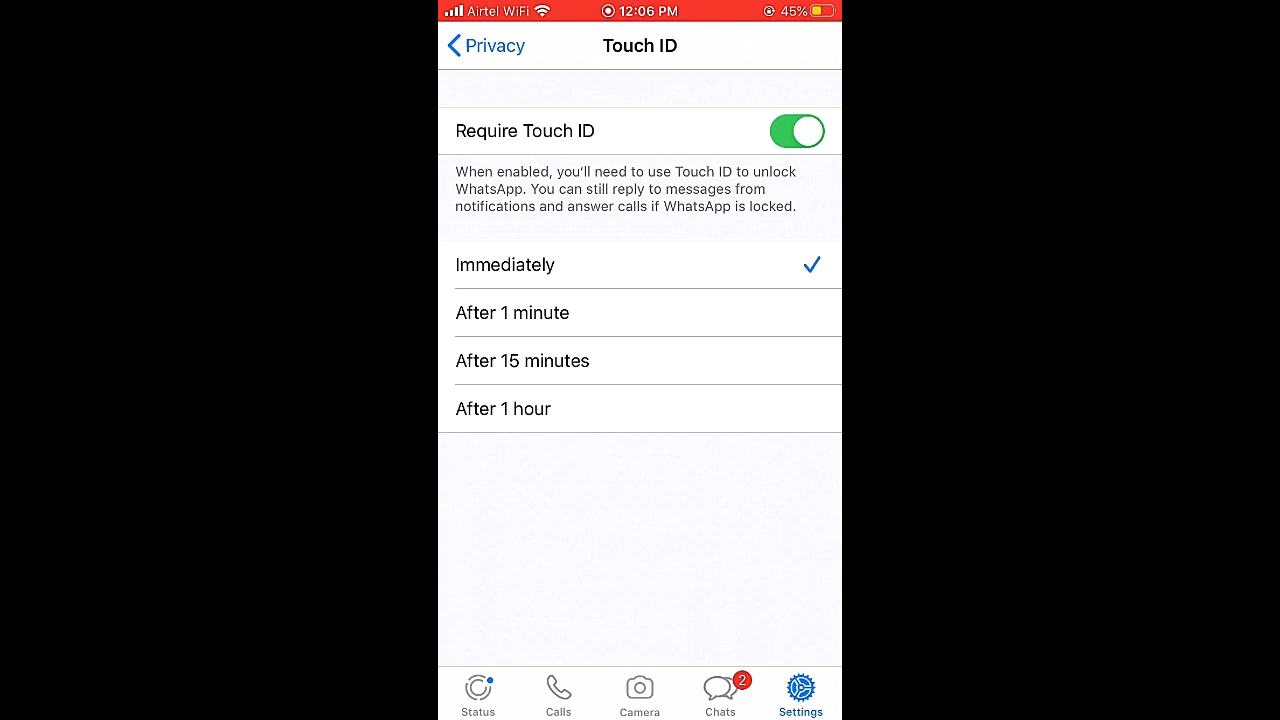 Airtel WiFi 12:06 PM 45%
Privacy Touch ID
Require Touch ID
When enabled, you'll need to use Touch ID to unlock
WhatsApp. You can still reply to messages from
notifications and answer calls if WhatsApp is locked.
Immediately
After 1 minute
After 15 minutes
After 1 hour
2
Status Calls Camera Chats Settings